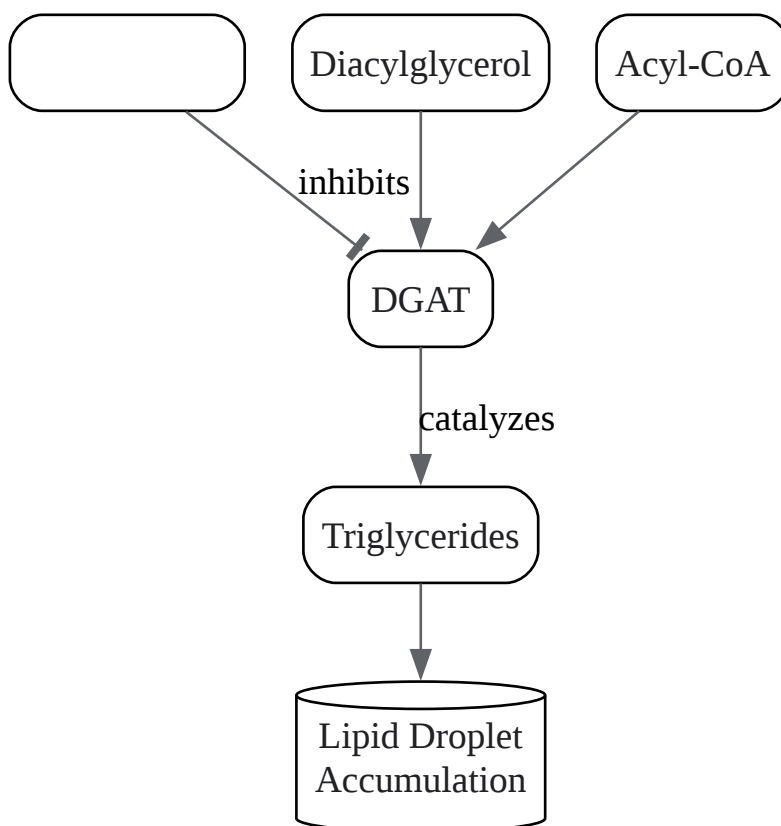 Diacylglycerol
Acyl-CoA
inhibits
DGAT
catalyzes
Triglycerides
Lipid Droplet
Accumulation